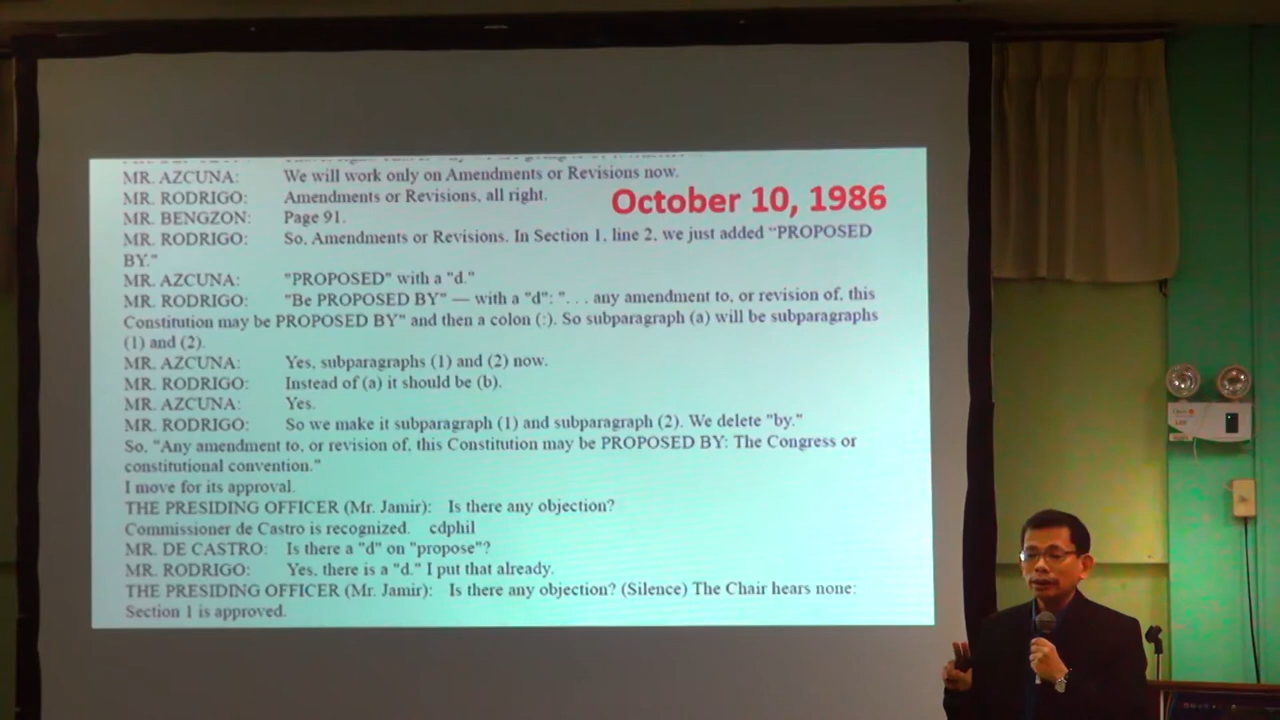 MR. AZCUNA: We will work only on Amendments or Revisions now.
MR. RODRIGO: Amendments or Revisions, all right.
October 10, 1986
MR. BENGZON: Page 91.
MR. RODRIGO: So, Amendments or Revisions. In Section 1, line 2, we just added "PROPOSED
BY."
MR. AZCUNA: "PROPOSED" with a "d."
MR. RODRIGO: "Be PROPOSED BY" — with a "d": ". . . any amendment to, or revision of, this
Constitution may be PROPOSED BY" and then a colon (:). So subparagraph (a) will be subparagraphs
(1) and (2).
MR. AZCUNA: Yes, subparagraphs (1) and (2) now.
MR. RODRIGO: Instead of (a) it should be (b).
MR. AZCUNA: Yes.
MR. RODRIGO: So we make it subparagraph (1) and subparagraph (2). We delete "by."
So, "Any amendment to, or revision of, this Constitution may be PROPOSED BY: The Congress or
constitutional convention."
I move for its approval.
THE PRESIDING OFFICER (Mr. Jamir): Is there any objection?
Commissioner de Castro is recognized. cdphil
MR. DE CASTRO: Is there a "d" on "propose"?
MR. RODRIGO: Yes, there is a "d." I put that already.
THE PRESIDING OFFICER (Mr. Jamir): Is there any objection? (Silence) The Chair hears none:
Section 1 is approved.